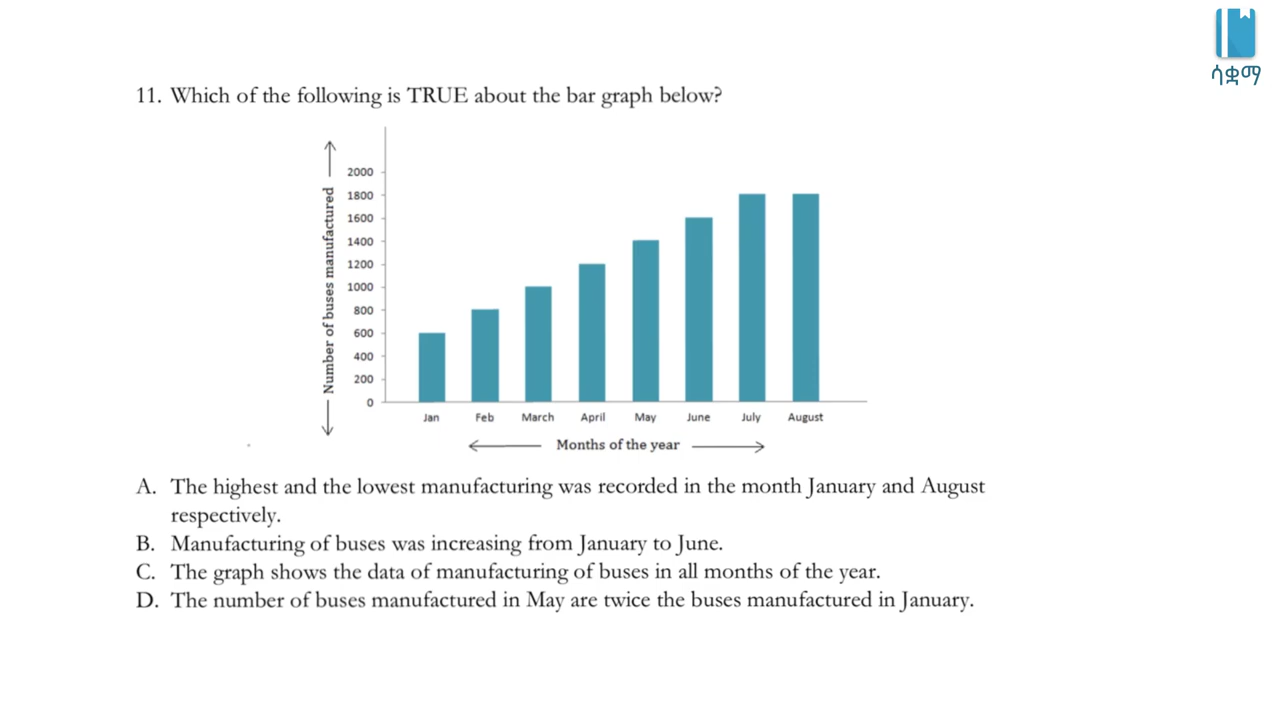 ሳቋማ
11. Which of the following is TRUE about the bar graph below?
Number of buses manufactured
2000
1800
1600
1400
1200
1000
800
600
400
200
0
Jan Feb March April May June July August
Months of the year
A. The highest and the lowest manufacturing was recorded in the month January and August
respectively.
B. Manufacturing of buses was increasing from January to June.
C. The graph shows the data of manufacturing of buses in all months of the year.
D. The number of buses manufactured in May are twice the buses manufactured in January.